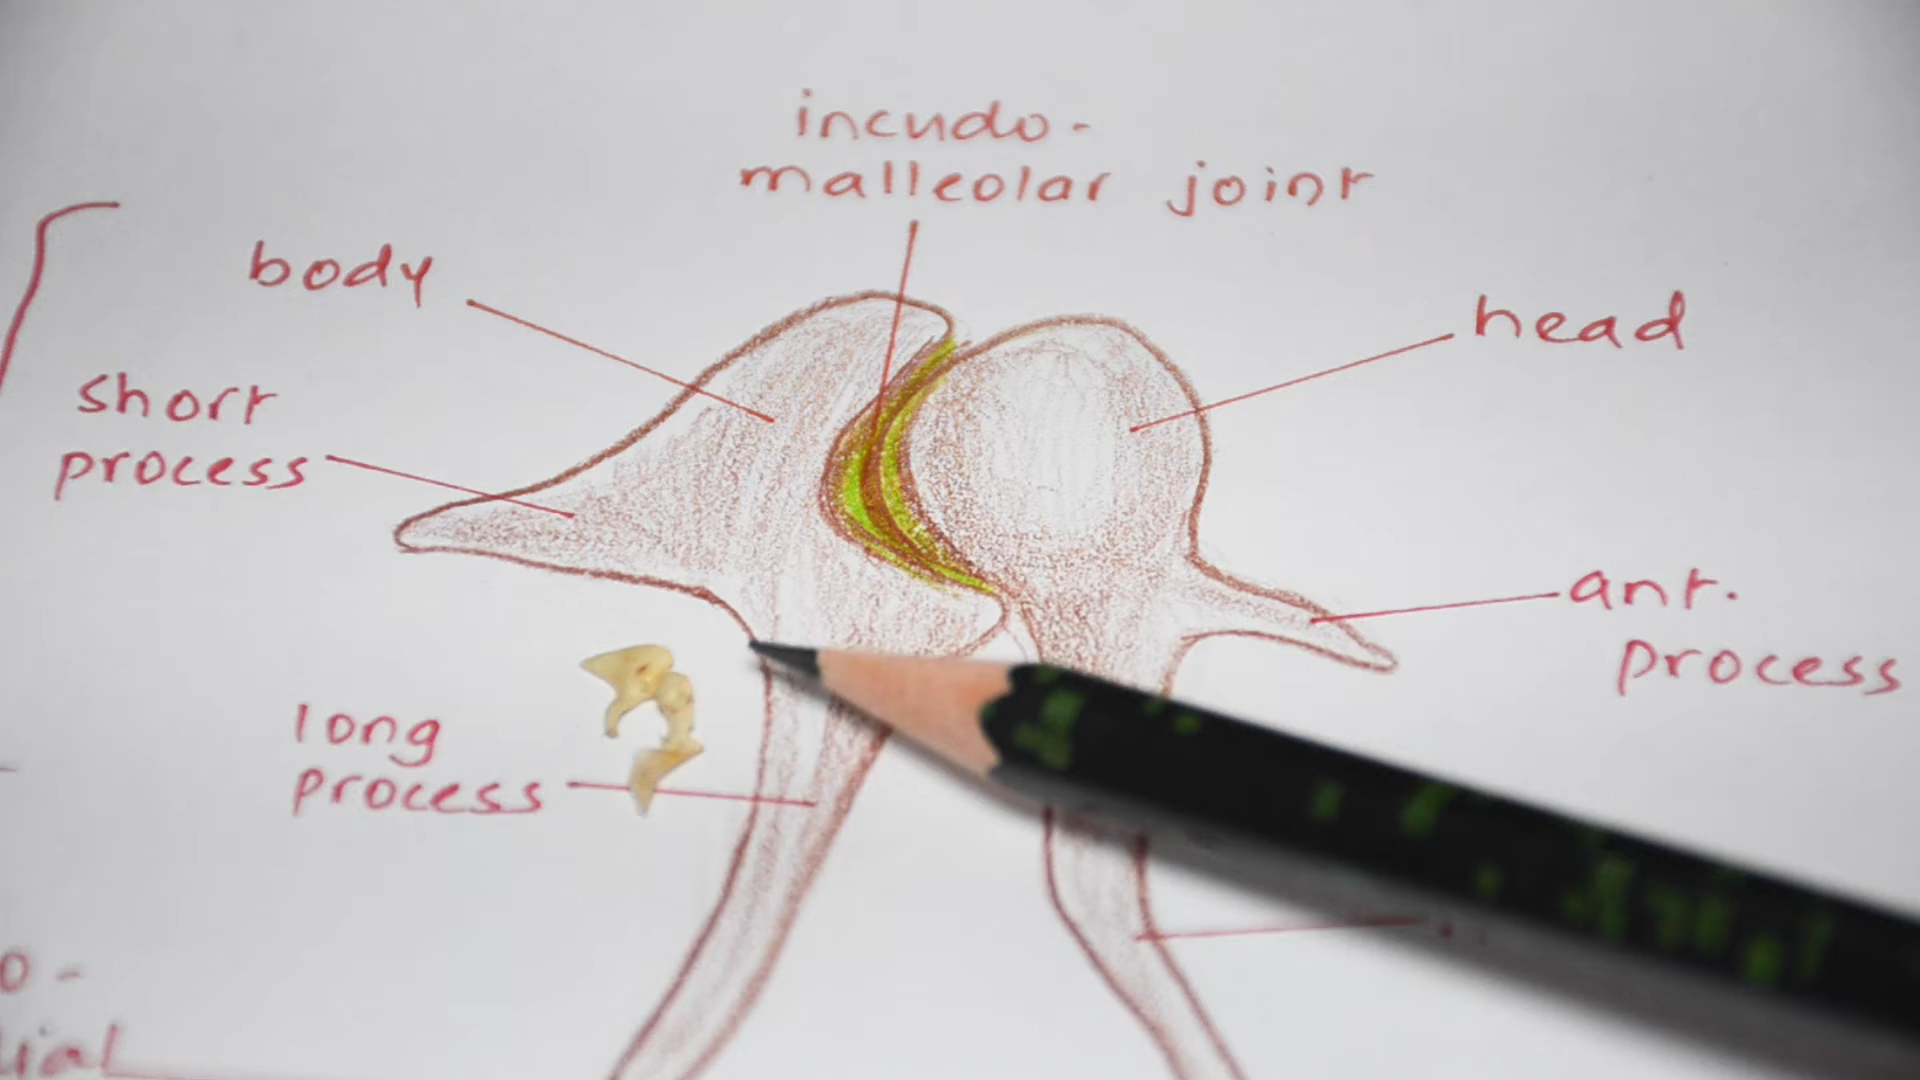 incudo-
malleolar joint
body
head
short
process
ant.
process
long
process